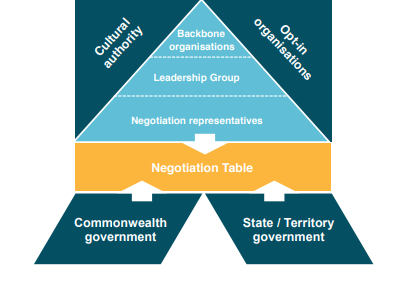 Cultural
authority
Opt-in
organisations
Backbone
organisations
Leadership Group
Negotiation representatives
Negotiation Table
Commonwealth
government
State / Territory
government